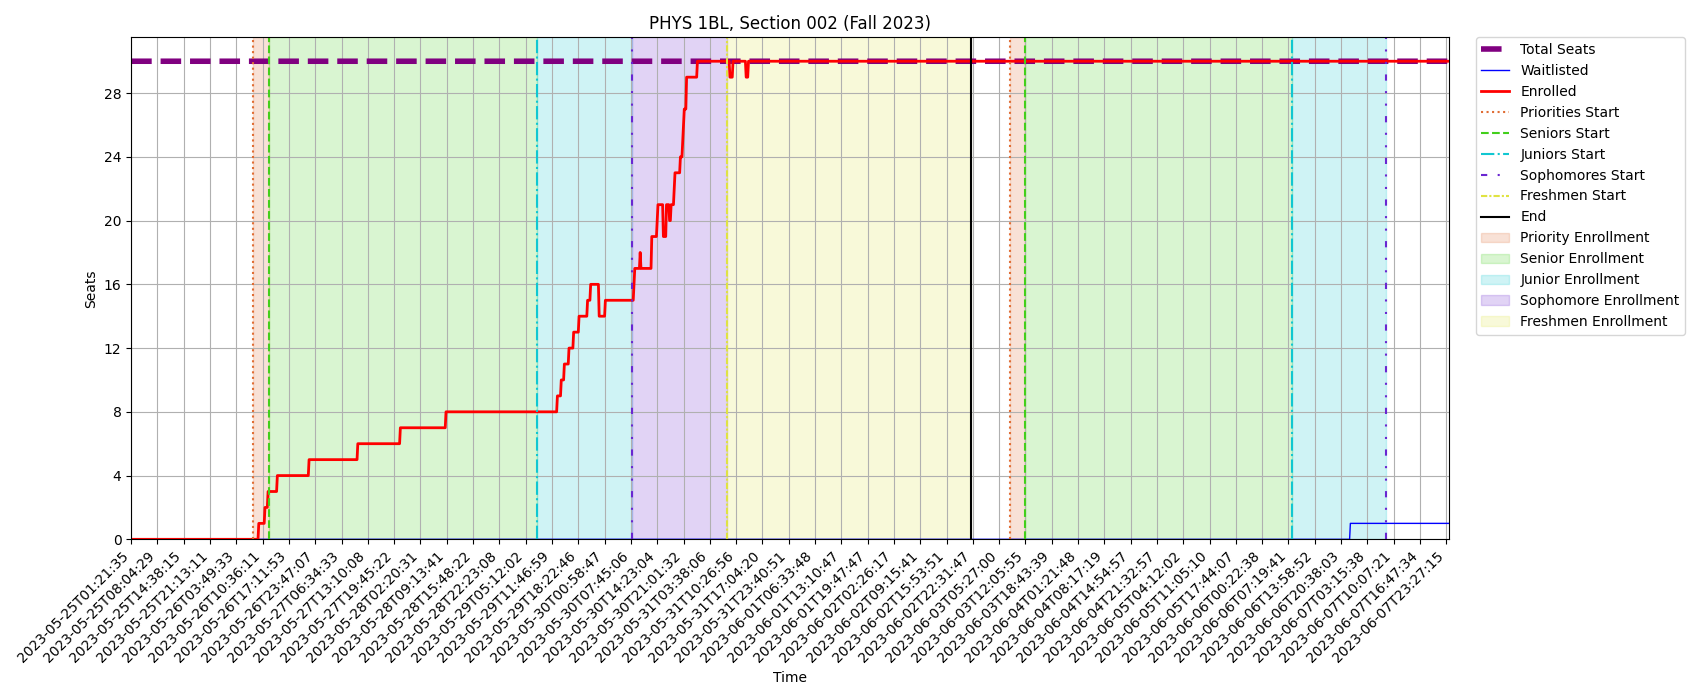 PHYS 1BL, Section 002 (Fall 2023)
Seats
28
24
20
16
12
8
4
0
2023-05-25T01:21:35
2023-05-25T08:04:29
2023-05-25T14:38:15
2023-05-25T21:13:11
2023-05-26T03:49:33
2023-05-26T10:36:11
2023-05-26T17:11:53
2023-05-26T23:47:07
2023-05-27T06:34:33
2023-05-27T13:10:08
2023-05-27T19:45:22
2023-05-28T02:20:31
2023-05-28T09:13:41
2023-05-28T15:48:22
2023-05-28T22:23:08
2023-05-29T05:12:02
2023-05-29T11:46:59
2023-05-29T18:22:46
2023-05-30T00:58:47
2023-05-30T07:45:06
2023-05-30T14:23:04
2023-05-30T21:01:32
2023-05-31T03:38:06
2023-05-31T10:26:56
2023-05-31T17:04:20
2023-05-31T23:40:51
2023-06-01T06:33:48
2023-06-01T13:10:47
2023-06-01T19:47:47
2023-06-02T02:26:17
2023-06-02T09:15:41
2023-06-02T15:53:51
2023-06-02T22:31:47
2023-06-03T05:27:00
2023-06-03T12:05:55
2023-06-03T18:43:39
2023-06-04T01:21:48
2023-06-04T08:17:19
2023-06-04T14:54:57
2023-06-04T21:32:57
2023-06-05T04:12:02
2023-06-05T11:05:10
2023-06-05T17:44:07
2023-06-06T00:22:38
2023-06-06T07:19:41
2023-06-06T13:58:52
2023-06-06T20:38:03
2023-06-07T03:15:38
2023-06-07T10:07:21
2023-06-07T16:47:34
2023-06-07T23:27:15
Time
Total Seats
Waitlisted
Enrolled
Priorities Start
Seniors Start
Juniors Start
Sophomores Start
Freshmen Start
End
Priority Enrollment
Senior Enrollment
Junior Enrollment
Sophomore Enrollment
Freshmen Enrollment